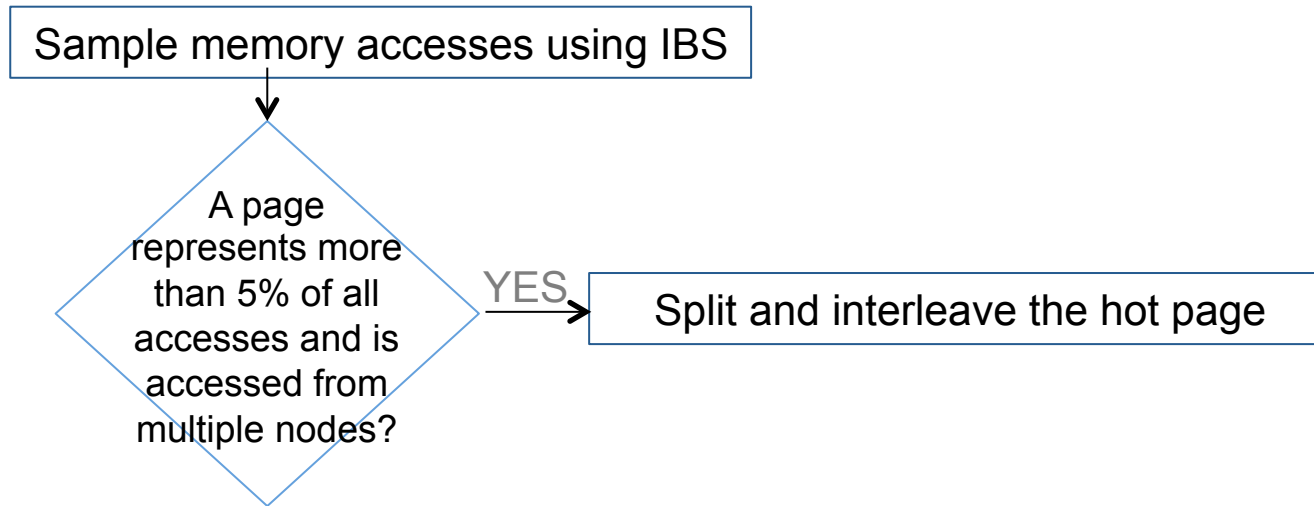 Sample memory accesses using IBS
A page
represents more
than 5% of all
accesses and is
accessed from
multiple nodes?
YES
Split and interleave the hot page